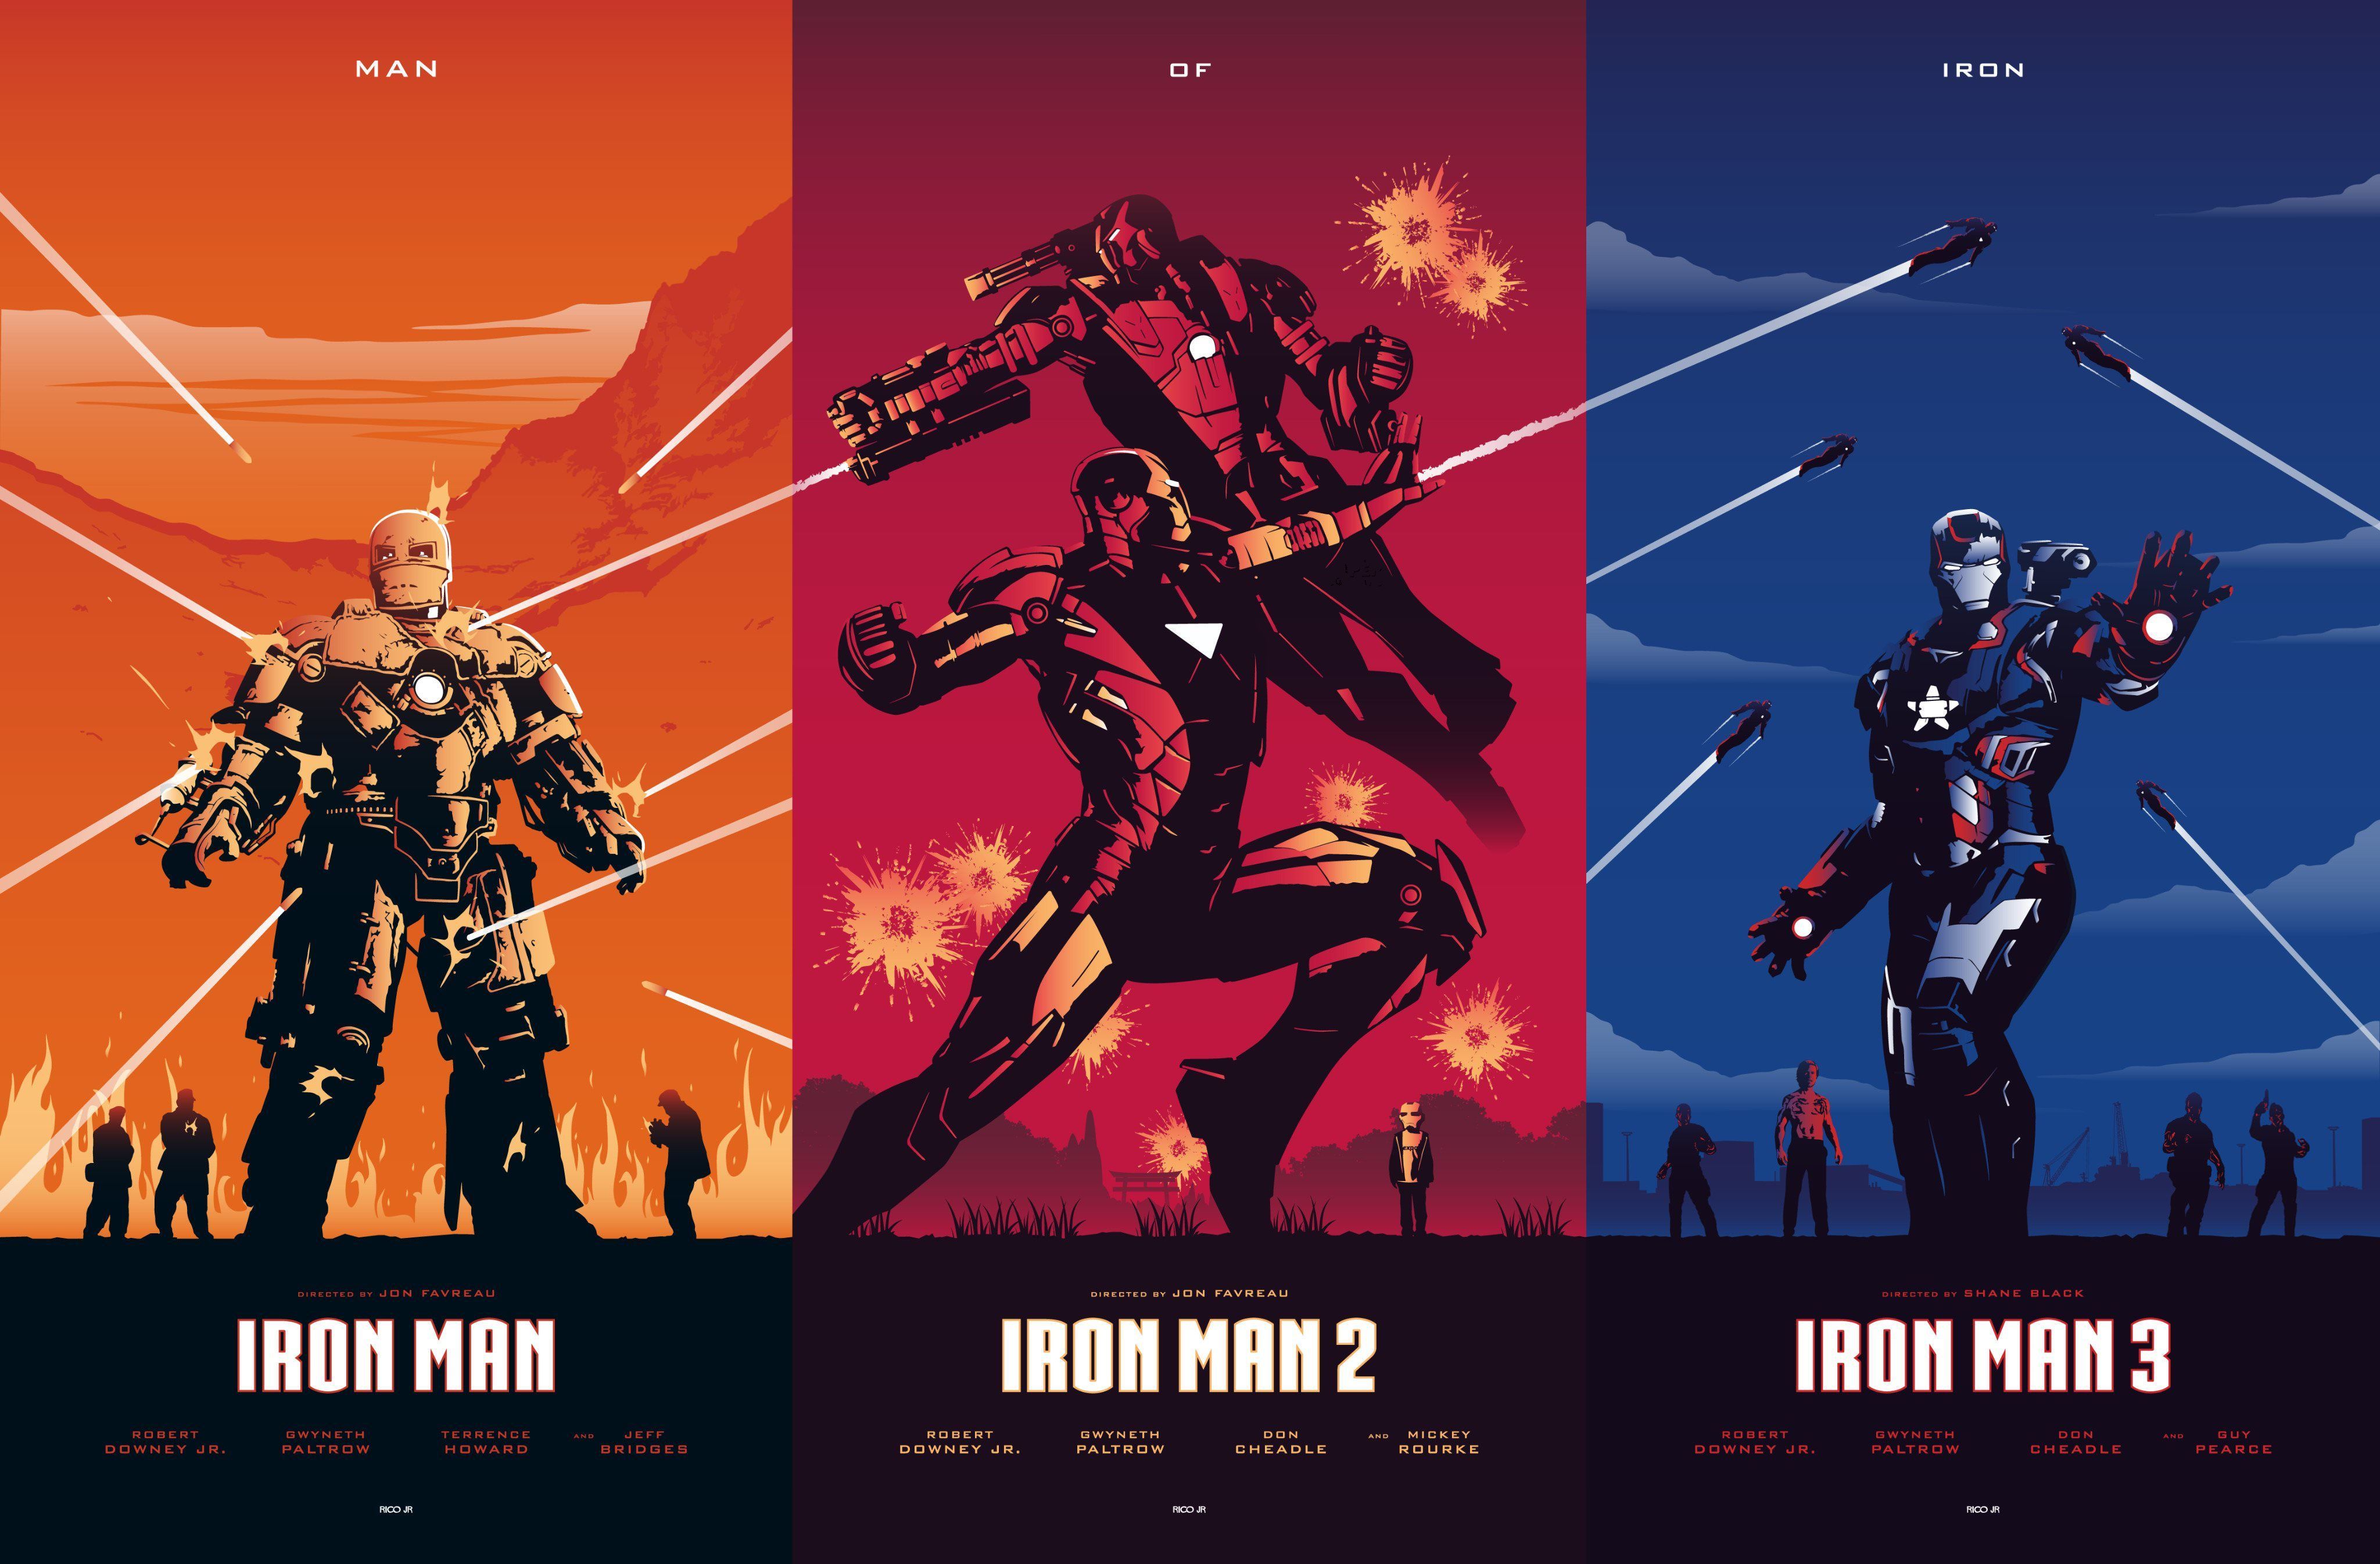 MAN
DIRECTED BY JON FAVREAU
IRON MAN
ROBERT DOWNEY JR. GWYNETH PALTROW TERRENCE HOWARD AND JEFF BRIDGES
RICO JR
OF
DIRECTED BY JON FAVREAU
IRON MAN 2
ROBERT DOWNEY JR. GWYNETH PALTROW DON CHEADLE AND MICKEY ROURKE
RICO JR
IRON
DIRECTED BY SHANE BLACK
IRON MAN 3
ROBERT DOWNEY JR. GWYNETH PALTROW DON CHEADLE AND GUY PEARCE
RICO JR